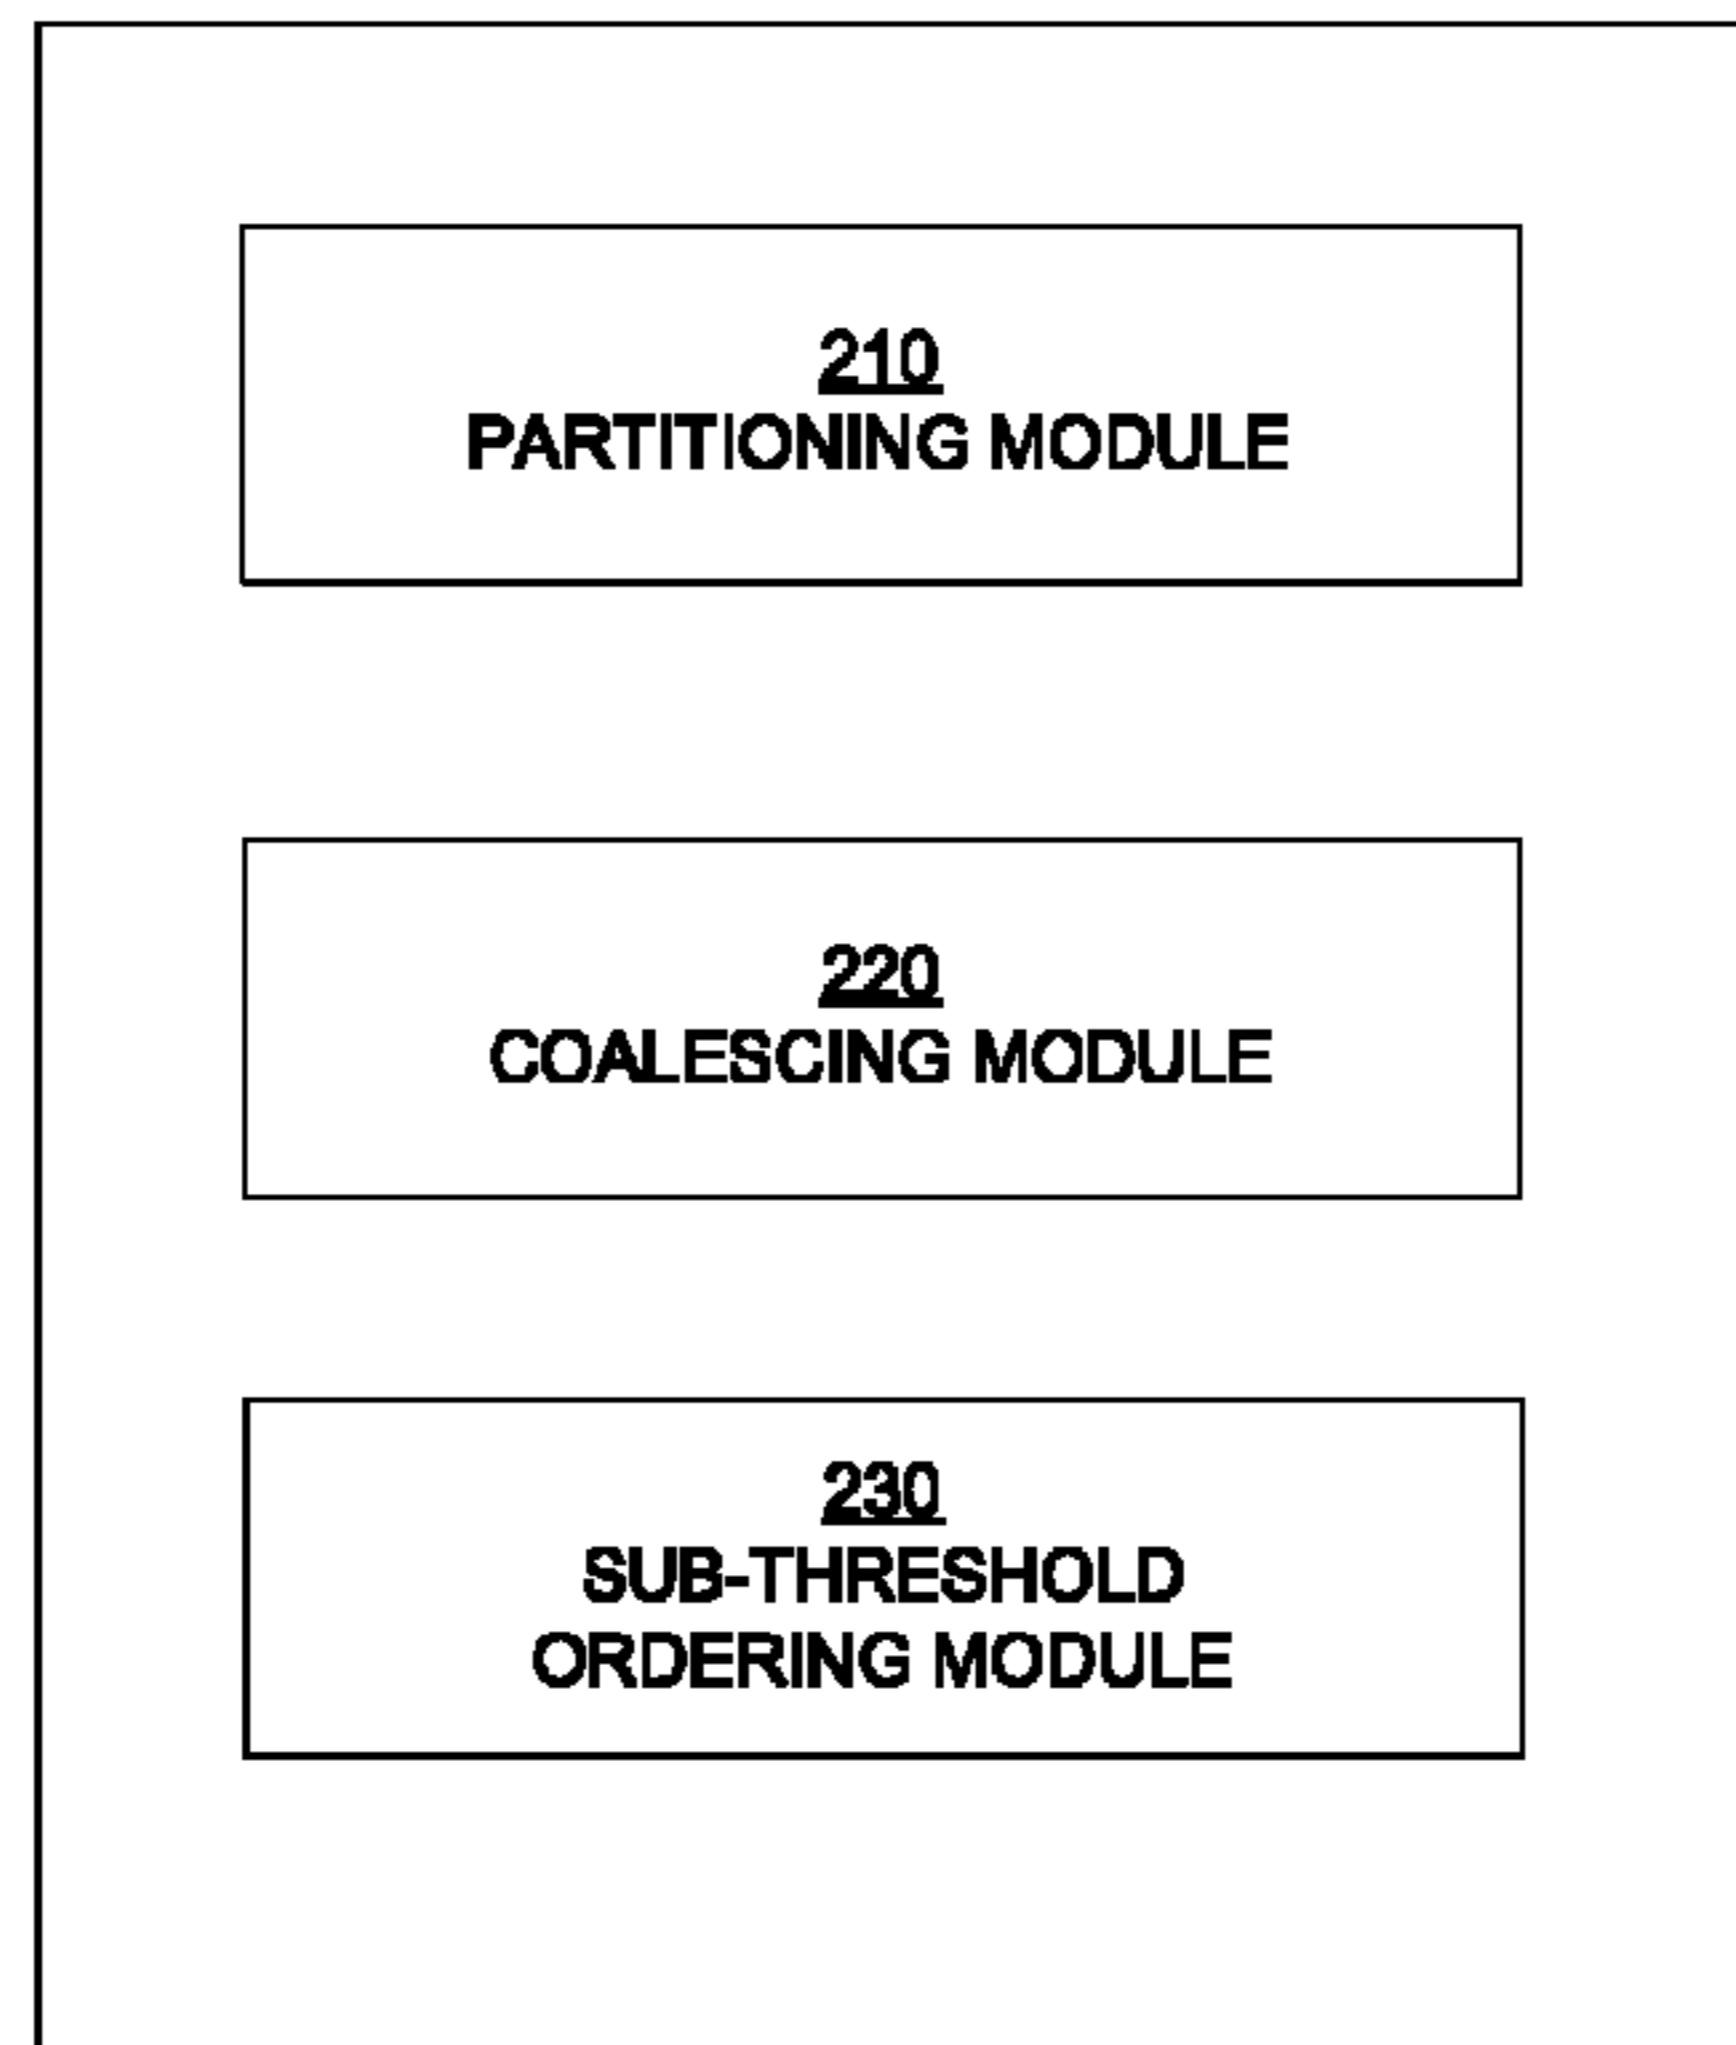 210
PARTITIONING MODULE
220
COALESCING MODULE
230
SUB-THRESHOLD
ORDERING MODULE